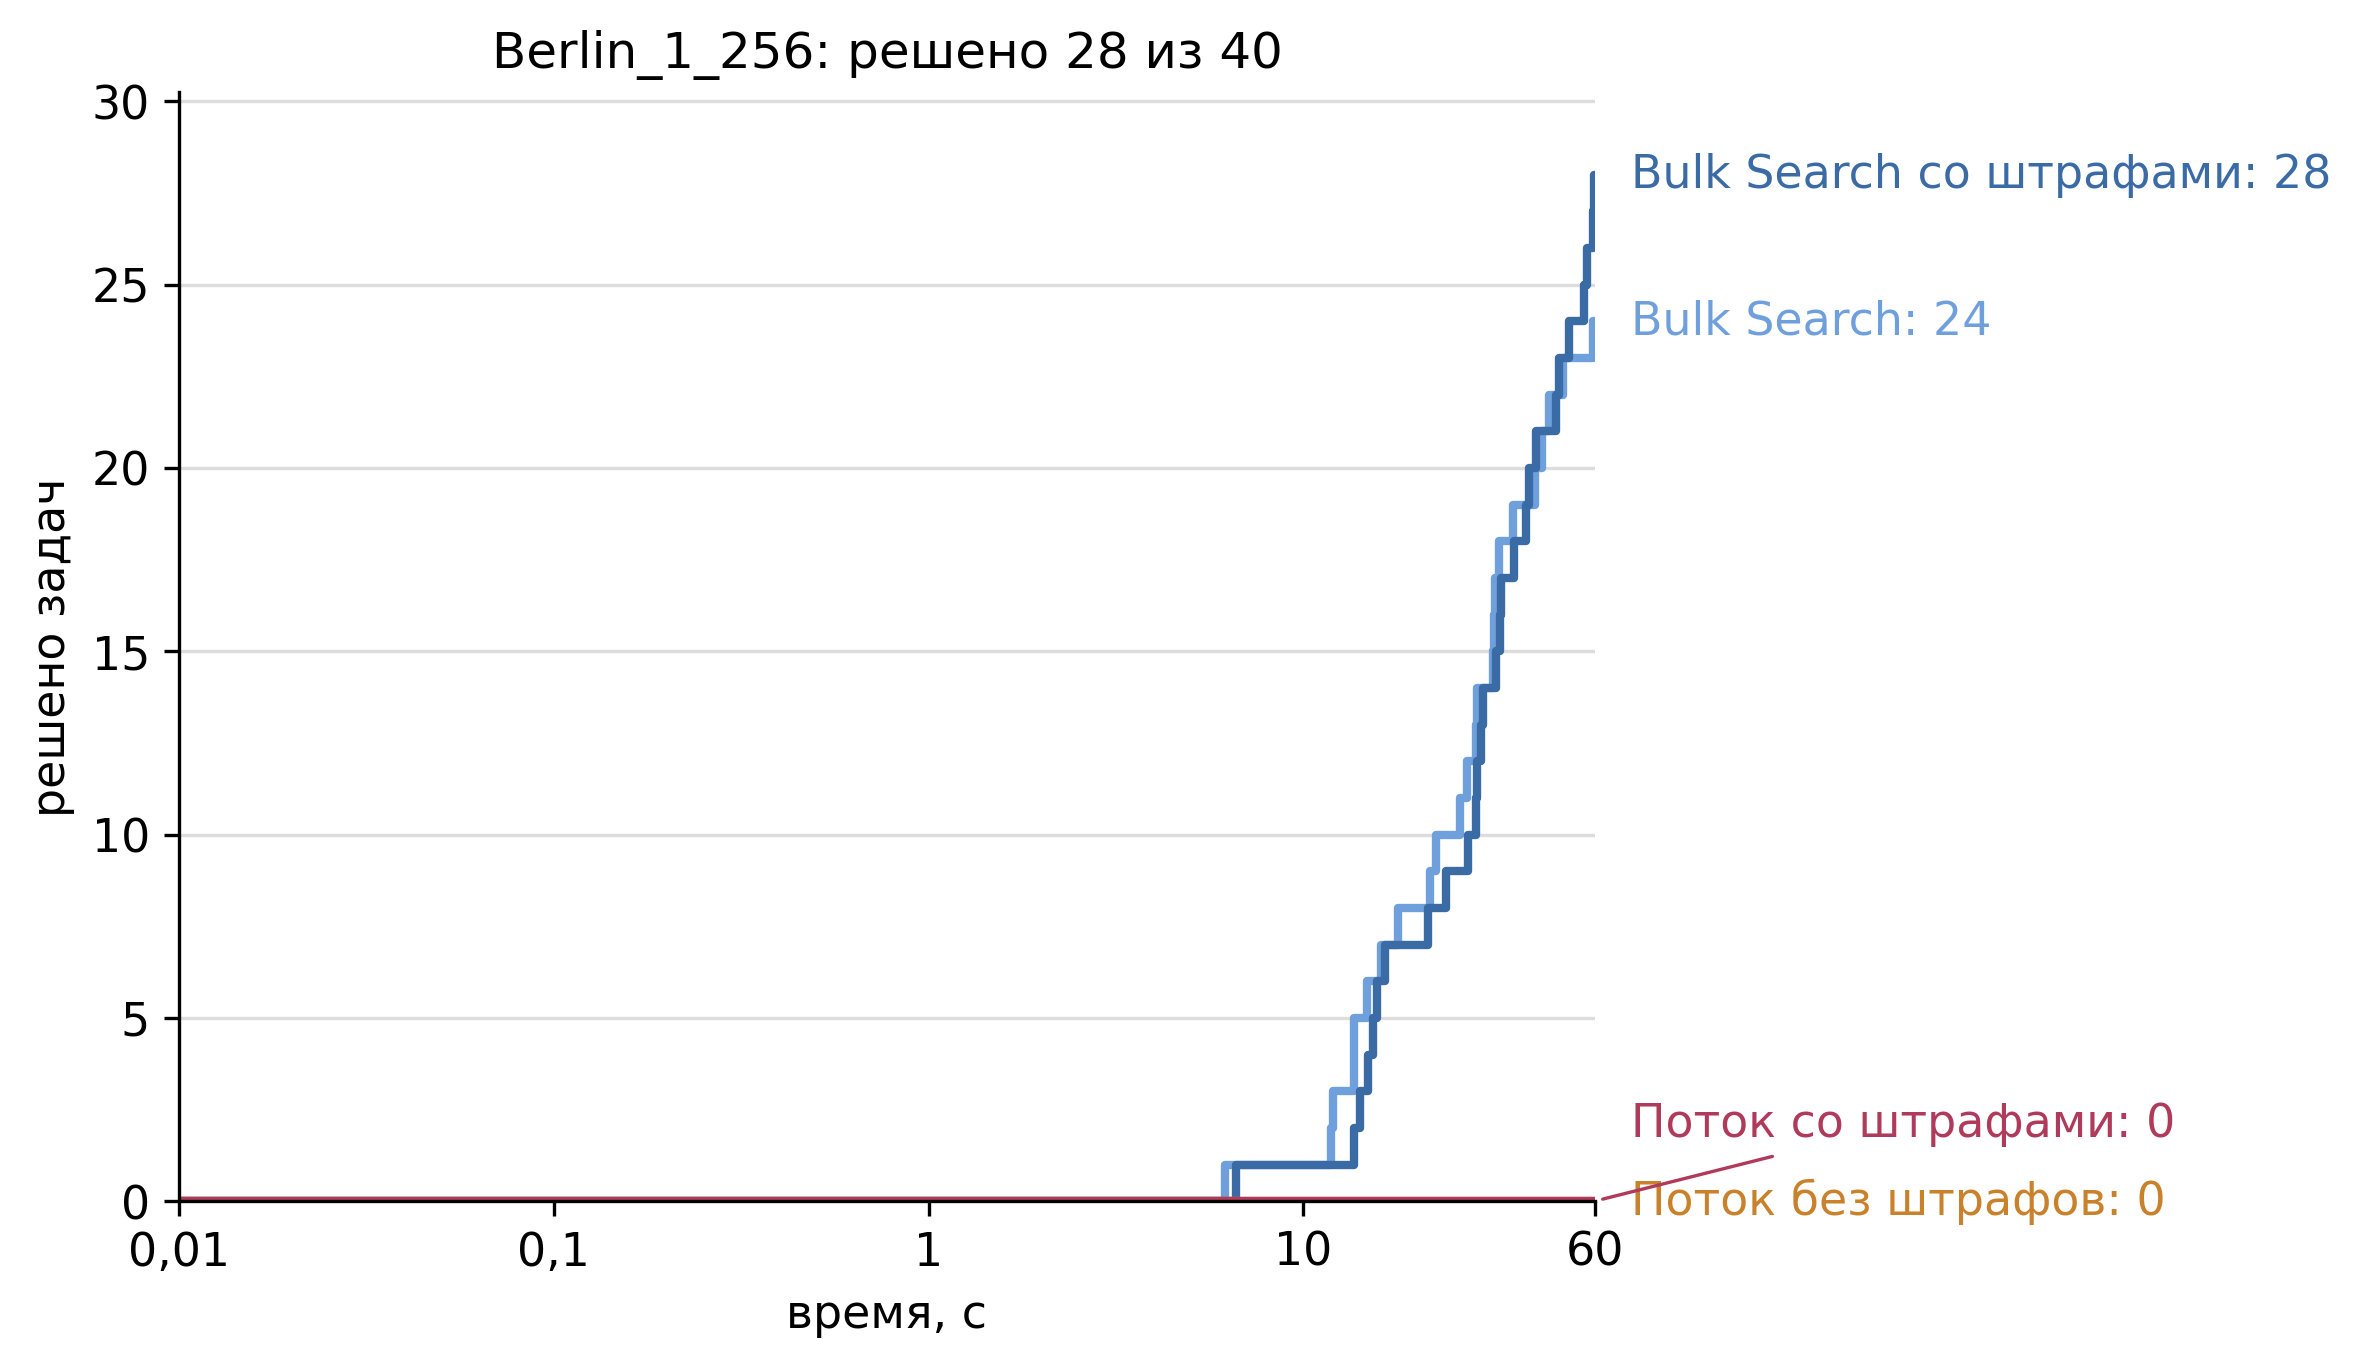 Berlin_1_256: решено 28 из 40
30
25
20
15
10
5
0
решено задач
0,01
0,1
1
10
60
время, с
Bulk Search со штрафами: 28
Bulk Search: 24
Поток со штрафами: 0
Поток без штрафов: 0